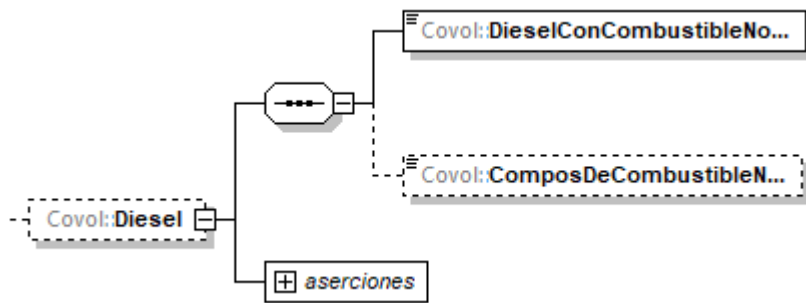 Covol::DieselConCombustibleNo...
Covol::ComposDeCombustibleN...
Covol::Diesel
aserciones